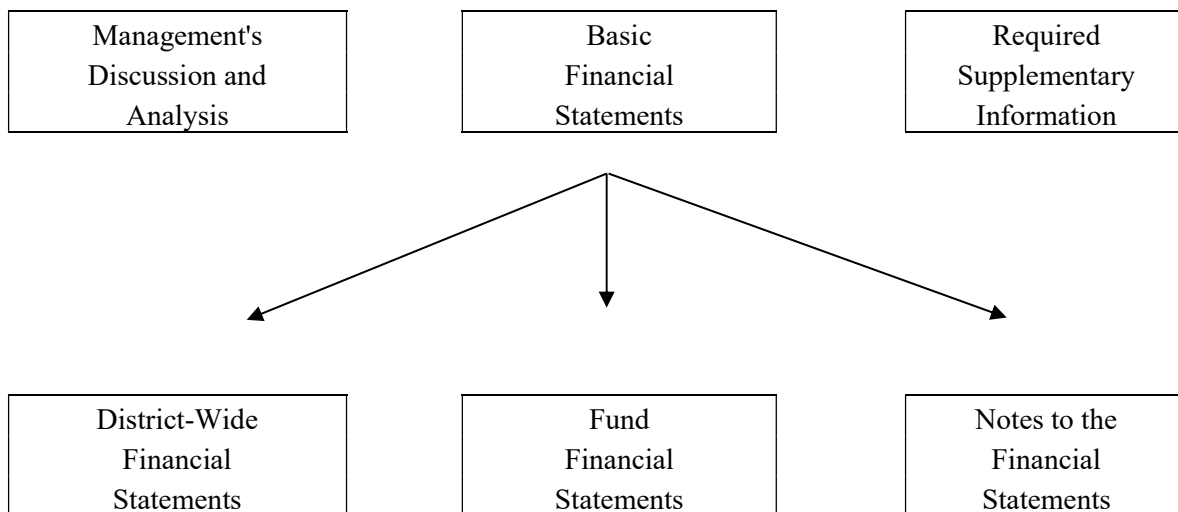 Management's
Discussion and
Analysis
Basic
Financial
Statements
Required
Supplementary
Information
District-Wide
Financial
Statements
Fund
Financial
Statements
Notes to the
Financial
Statements